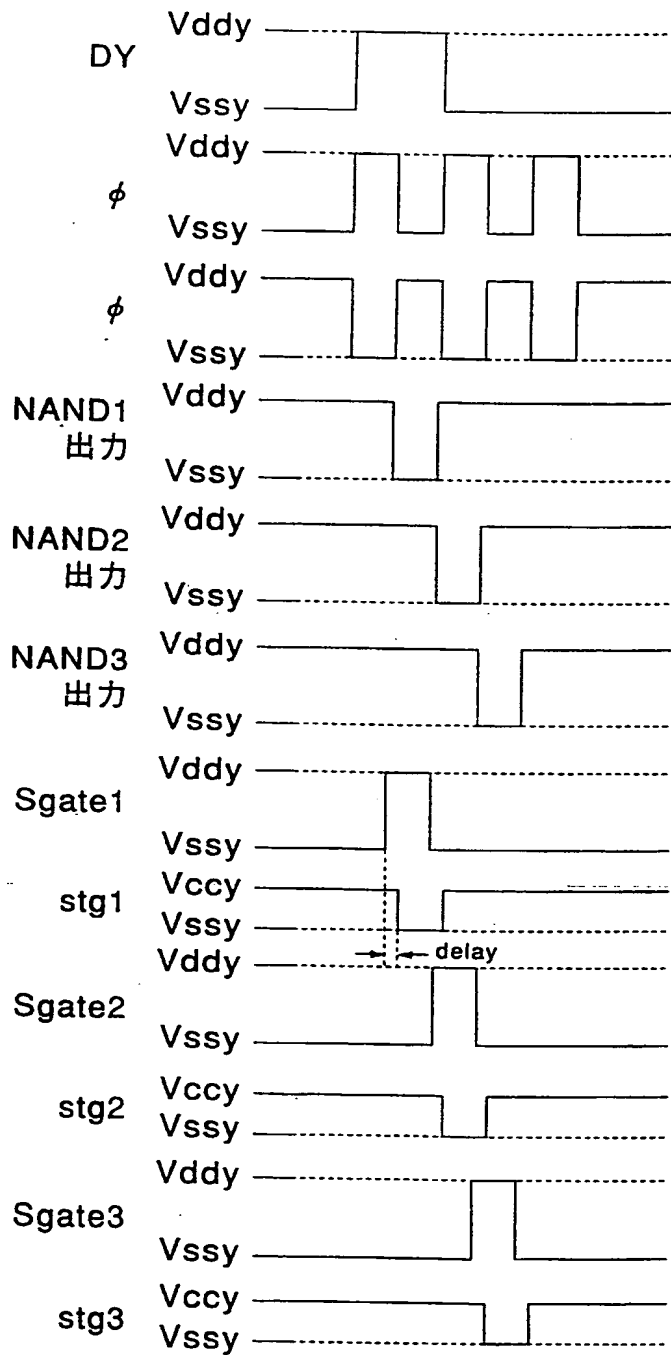 Vddy
DY
Vssy
Vddy
ϕ
Vssy
Vddy
ϕ
Vssy
NAND1
出力
Vddy
Vssy
NAND2
出力
Vddy
Vssy
NAND3
出力
Vddy
Vssy
Vddy
Sgate1
Vssy
Vccy
stg1
Vssy
delay
Vddy
Sgate2
Vssy
Vccy
stg2
Vssy
Vddy
Sgate3
Vssy
Vccy
stg3
Vssy